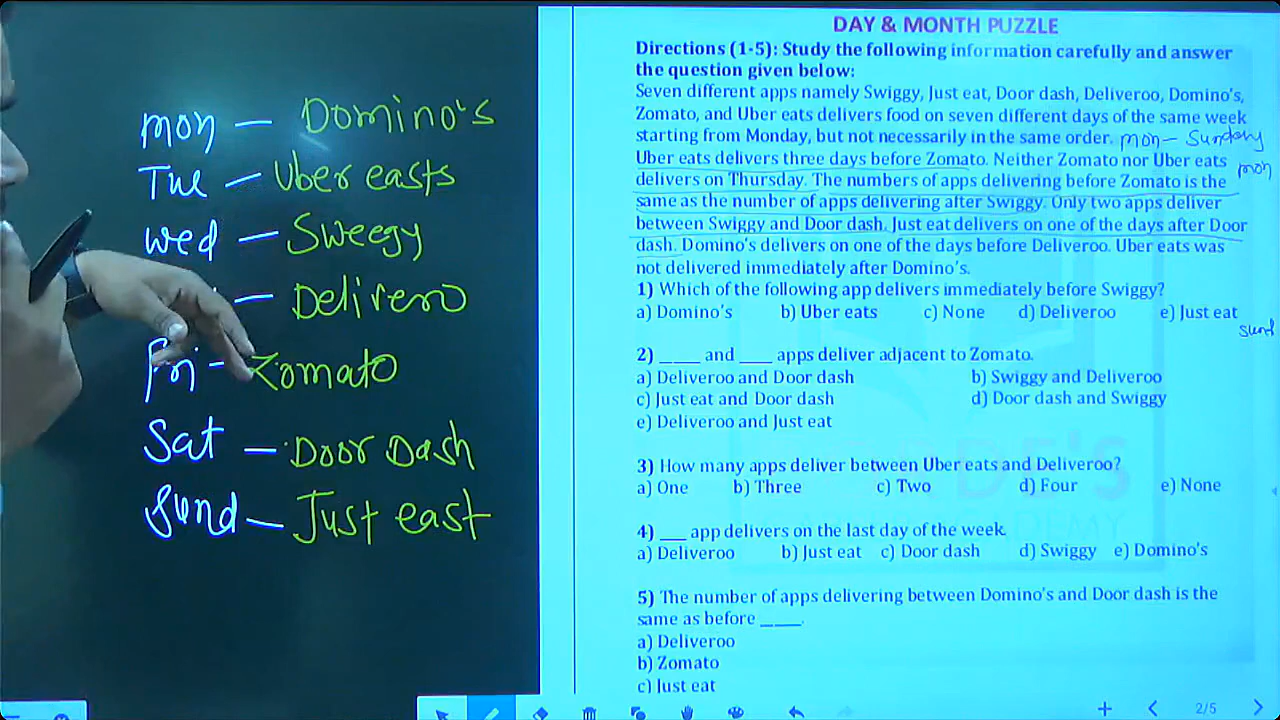 mon — Domino's
Tue — Uber easts
wed — Sweegy
— Delivero
Fri - Zomato
Sat — Door Dash
Sund — Just east
DAY & MONTH PUZZLE
Directions (1-5): Study the following information carefully and answer
the question given below:
Seven different apps namely Swiggy, Just eat, Door dash, Deliveroo, Domino's,
Zomato, and Uber eats delivers food on seven different days of the same week
starting from Monday, but not necessarily in the same order. mon - Sunday
Uber eats delivers three days before Zomato. Neither Zomato nor Uber eats
mon
delivers on Thursday. The numbers of apps delivering before Zomato is the
same as the number of apps delivering after Swiggy. Only two apps deliver
between Swiggy and Door dash. Just eat delivers on one of the days after Door
dash. Domino's delivers on one of the days before Deliveroo. Uber eats was
not delivered immediately after Domino's.
1) Which of the following app delivers immediately before Swiggy?
a) Domino's b) Uber eats c) None d) Deliveroo e) Just eat
sund
2) _____ and ____ apps deliver adjacent to Zomato.
a) Deliveroo and Door dash b) Swiggy and Deliveroo
c) Just eat and Door dash d) Door dash and Swiggy
e) Deliveroo and Just eat
3) How many apps deliver between Uber eats and Deliveroo?
a) One b) Three c) Two d) Four e) None
4) ___ app delivers on the last day of the week.
a) Deliveroo b) Just eat c) Door dash d) Swiggy e) Domino's
5) The number of apps delivering between Domino's and Door dash is the
same as before _____.
a) Deliveroo
b) Zomato
c) Just eat
2/5